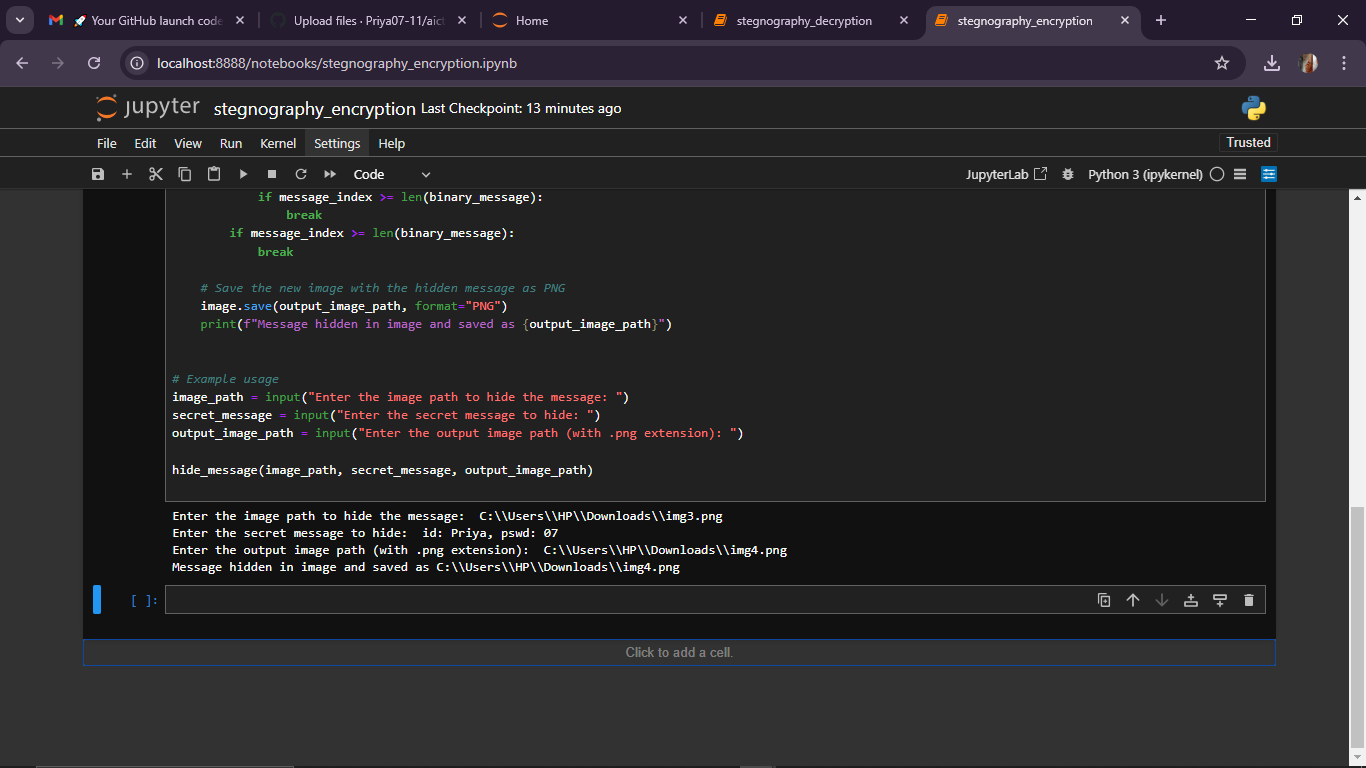 Your GitHub launch code
Upload files · Priya07-11/aict
Home
stegnography_decryption
stegnography_encryption
localhost:8888/notebooks/stegnography_encryption.ipynb
jupyter stegnography_encryption Last Checkpoint: 13 minutes ago
File Edit View Run Kernel Settings Help Trusted
Code JupyterLab Python 3 (ipykernel)
if message_index >= len(binary_message):
break
if message_index >= len(binary_message):
break
# Save the new image with the hidden message as PNG
image.save(output_image_path, format="PNG")
print(f"Message hidden in image and saved as {output_image_path}")
# Example usage
image_path = input("Enter the image path to hide the message: ")
secret_message = input("Enter the secret message to hide: ")
output_image_path = input("Enter the output image path (with .png extension): ")
hide_message(image_path, secret_message, output_image_path)
Enter the image path to hide the message:  C:\\Users\\HP\\Downloads\\img3.png
Enter the secret message to hide:  id: Priya, pswd: 07
Enter the output image path (with .png extension):  C:\\Users\\HP\\Downloads\\img4.png
Message hidden in image and saved as C:\\Users\\HP\\Downloads\\img4.png
[ ]:
Click to add a cell.